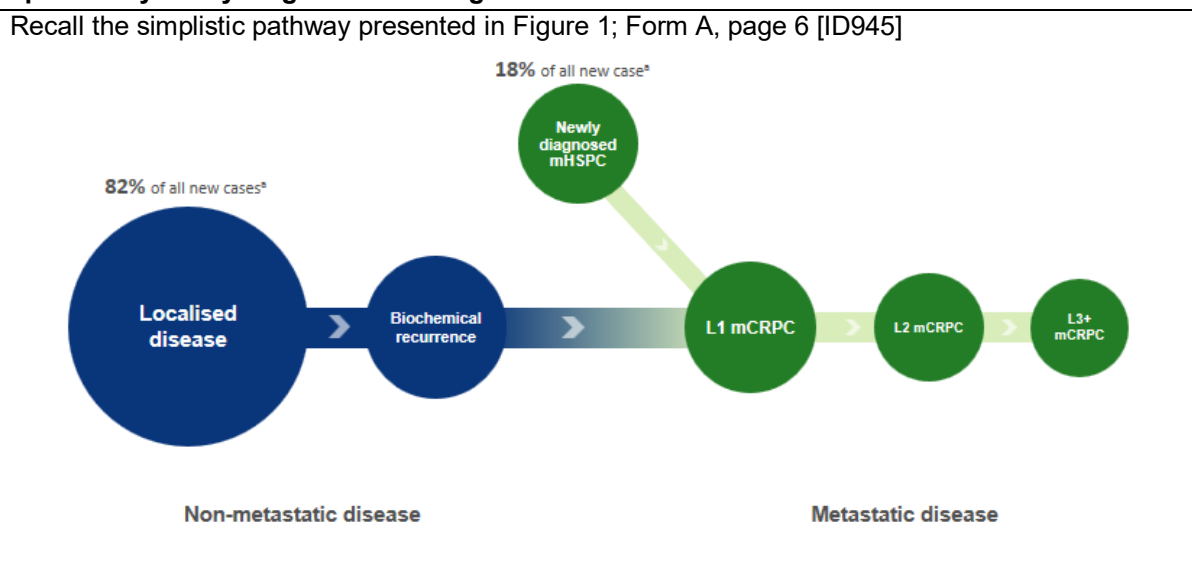 Recall the simplistic pathway presented in Figure 1; Form A, page 6 [ID945]
18% of all new caseª
Newly
diagnosed
mHSPC
82% of all new casesª
Localised
disease
Biochemical
recurrence
L1 mCRPC
L2 mCRPC
L3+
mCRPC
Non-metastatic disease
Metastatic disease